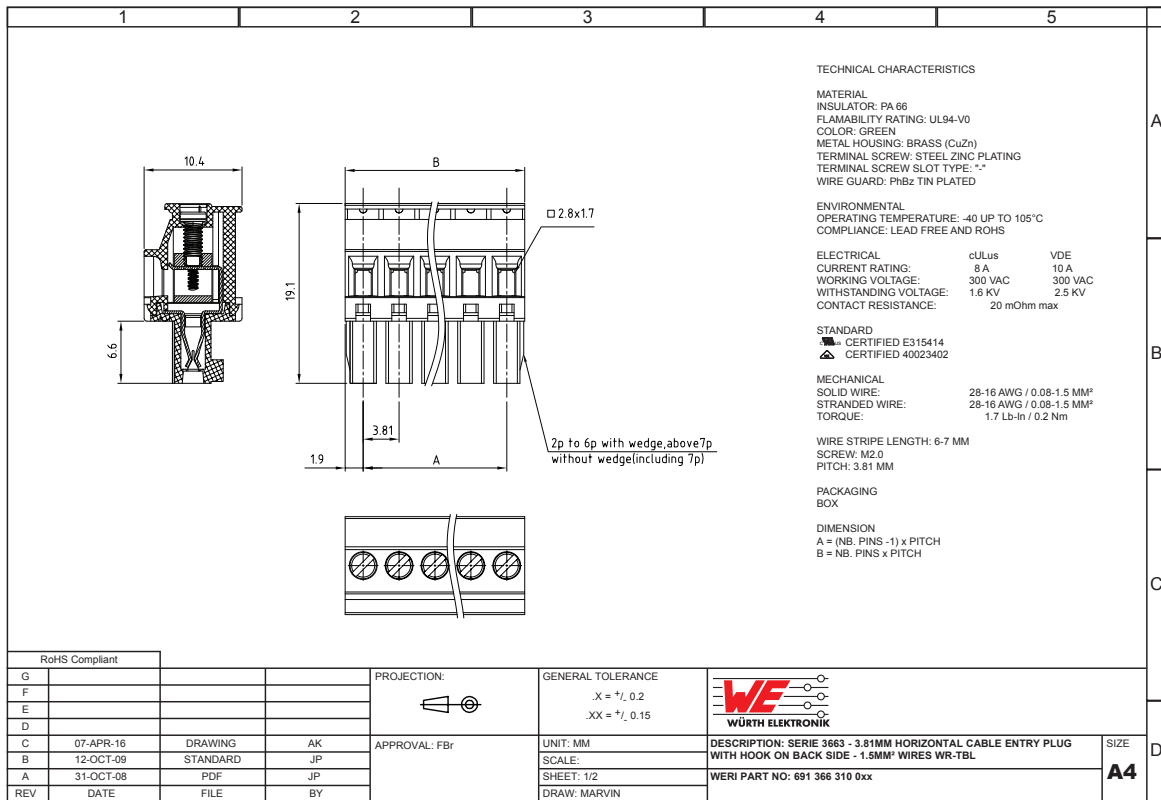 1 2 3 4 5
A
B
C
D
10.4
6.6
B
19.1
□ 2.8x1.7
3.81
1.9
A
2p to 6p with wedge,above7p
without wedge(including 7p)
TECHNICAL CHARACTERISTICS
MATERIAL
INSULATOR: PA 66
FLAMABILITY RATING: UL94-V0
COLOR: GREEN
METAL HOUSING: BRASS (CuZn)
TERMINAL SCREW: STEEL ZINC PLATING
TERMINAL SCREW SLOT TYPE: "-"
WIRE GUARD: PhBz TIN PLATED
ENVIRONMENTAL
OPERATING TEMPERATURE: -40 UP TO 105°C
COMPLIANCE: LEAD FREE AND ROHS
ELECTRICAL cULus VDE
CURRENT RATING: 8 A 10 A
WORKING VOLTAGE: 300 VAC 300 VAC
WITHSTANDING VOLTAGE: 1.6 KV 2.5 KV
CONTACT RESISTANCE: 20 mOhm max
STANDARD
CERTIFIED E315414
CERTIFIED 40023402
MECHANICAL
SOLID WIRE: 28-16 AWG / 0.08-1.5 MM²
STRANDED WIRE: 28-16 AWG / 0.08-1.5 MM²
TORQUE: 1.7 Lb-In / 0.2 Nm
WIRE STRIPE LENGTH: 6-7 MM
SCREW: M2.0
PITCH: 3.81 MM
PACKAGING
BOX
DIMENSION
A = (NB. PINS -1) x PITCH
B = NB. PINS x PITCH
RoHS Compliant
G
F
E
D
C 07-APR-16 DRAWING AK
B 12-OCT-09 STANDARD JP
A 31-OCT-08 PDF JP
REV DATE FILE BY
PROJECTION:
APPROVAL: FBr
GENERAL TOLERANCE
.X = +/- 0.2
.XX = +/- 0.15
UNIT: MM
SCALE:
SHEET: 1/2
DRAW: MARVIN
WE
WÜRTH ELEKTRONIK
DESCRIPTION: SERIE 3663 - 3.81MM HORIZONTAL CABLE ENTRY PLUG
WITH HOOK ON BACK SIDE - 1.5MM² WIRES WR-TBL
WERI PART NO: 691 366 310 0xx
SIZE
A4